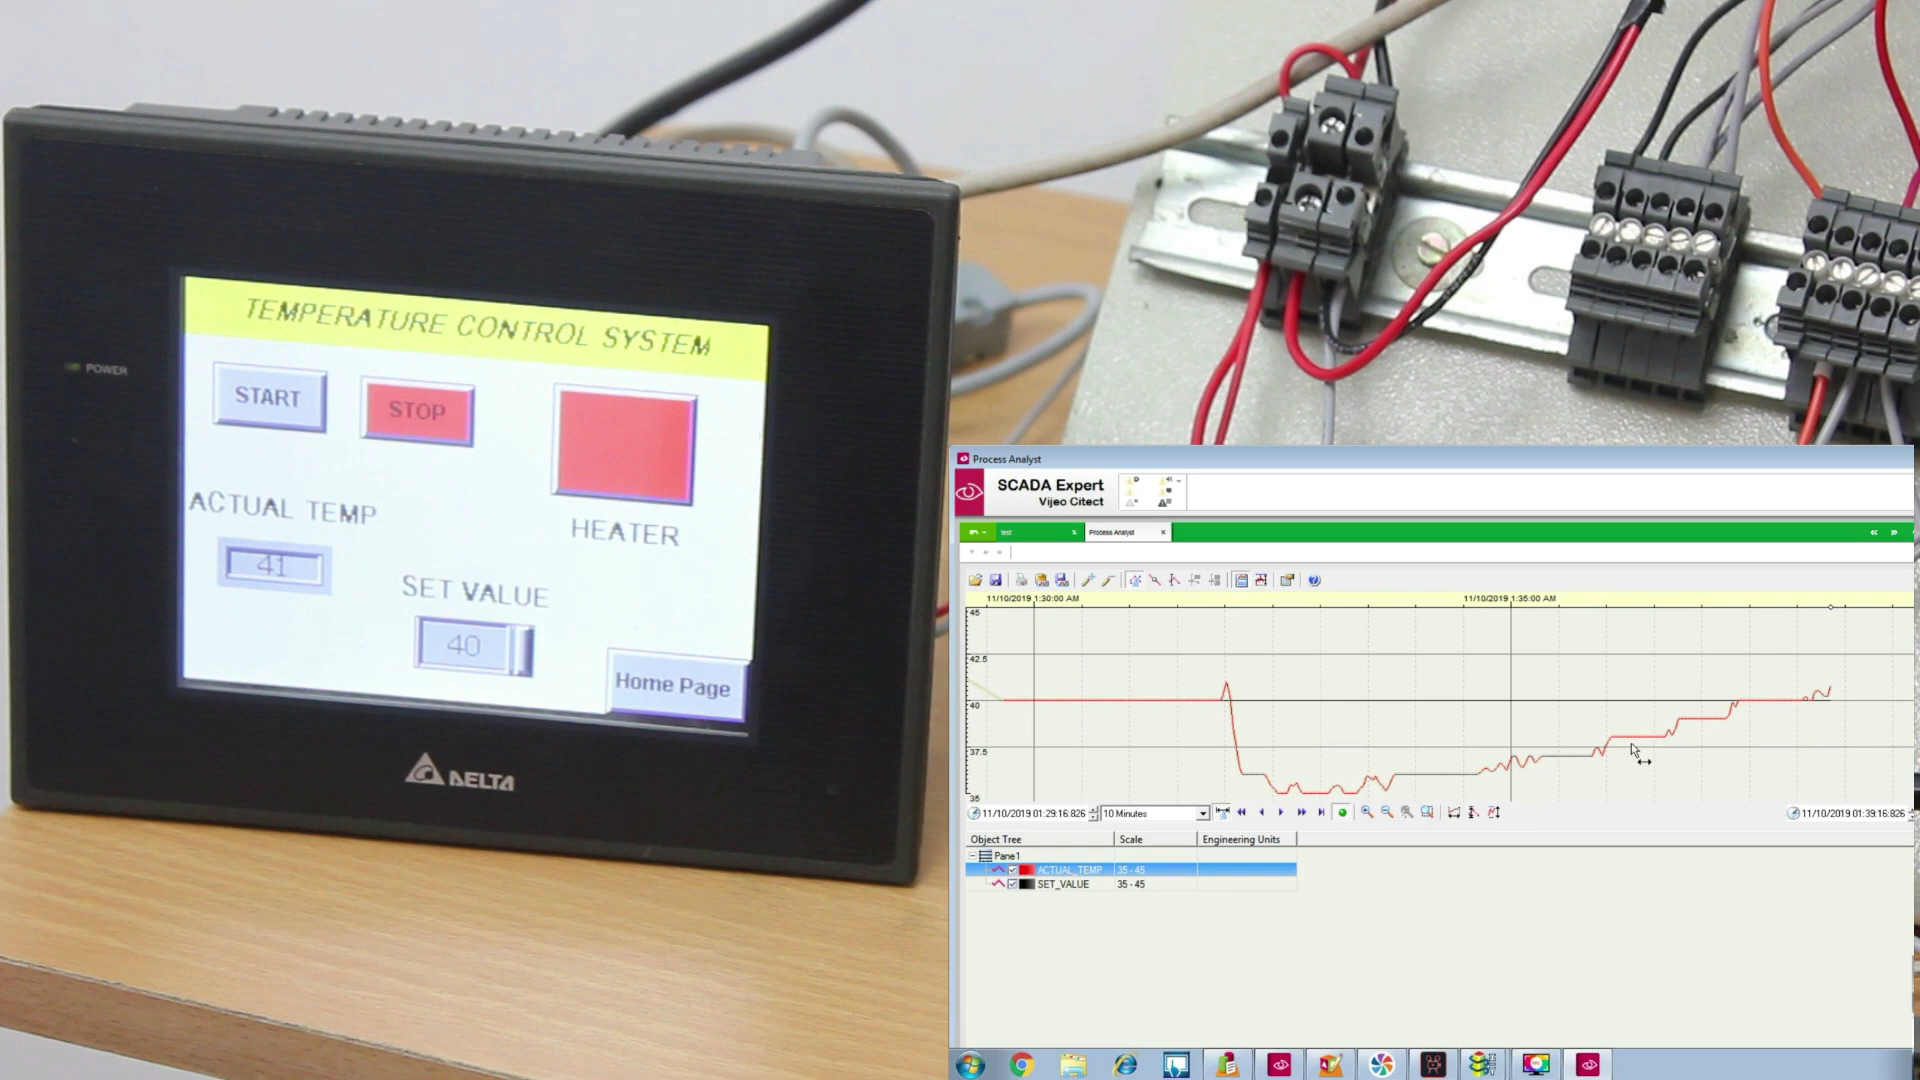 TEMPERATURE CONTROL SYSTEM
POWER
START
STOP
ACTUAL TEMP
HEATER
41
SET VALUE
40
Home Page
DELTA
Process Analyst
SCADA Expert
Vijeo Citect
test
Process Analyst
11/10/2019 1:30:00 AM
11/10/2019 1:35:00 AM
45
42.5
40
37.5
35
11/10/2019 01:29:16:826
10 Minutes
11/10/2019 01:39:16:826
Object Tree
Scale
Engineering Units
Pane1
ACTUAL_TEMP
35 - 45
SET_VALUE
35 - 45